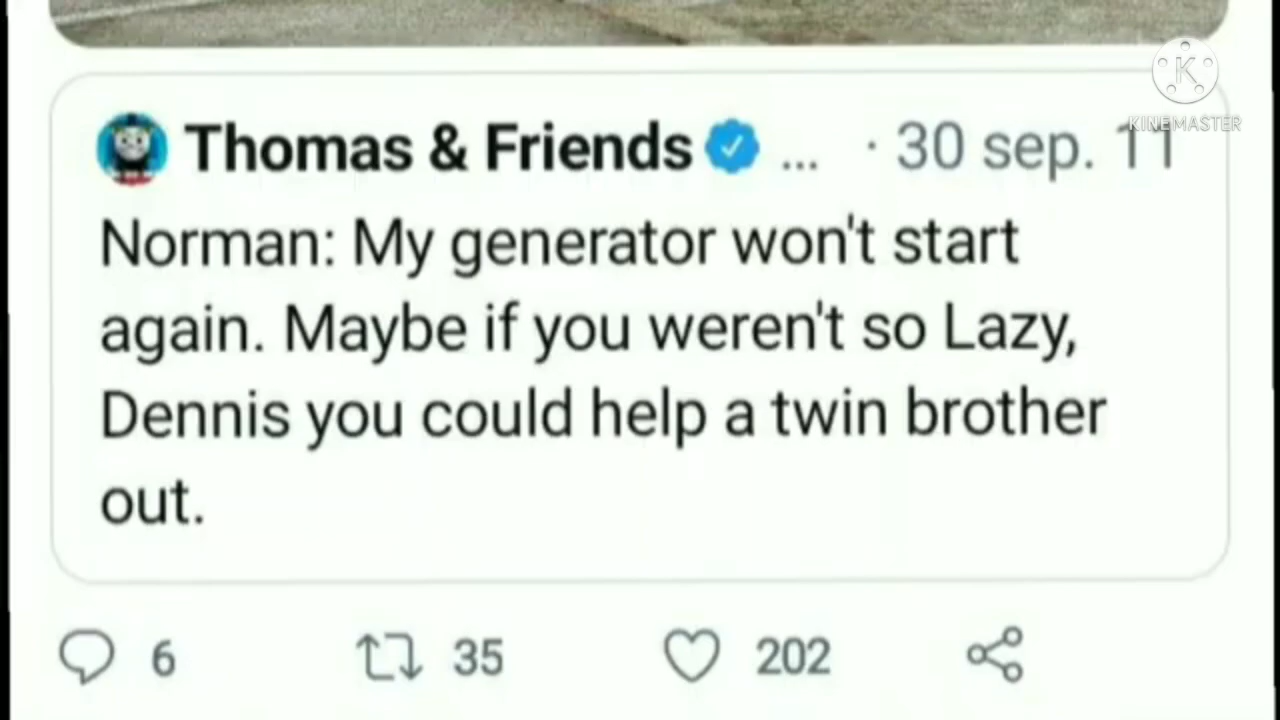 Thomas & Friends ... · 30 sep. 11
K
KINEMASTER
Norman: My generator won't start
again. Maybe if you weren't so Lazy,
Dennis you could help a twin brother
out.
6 35 202